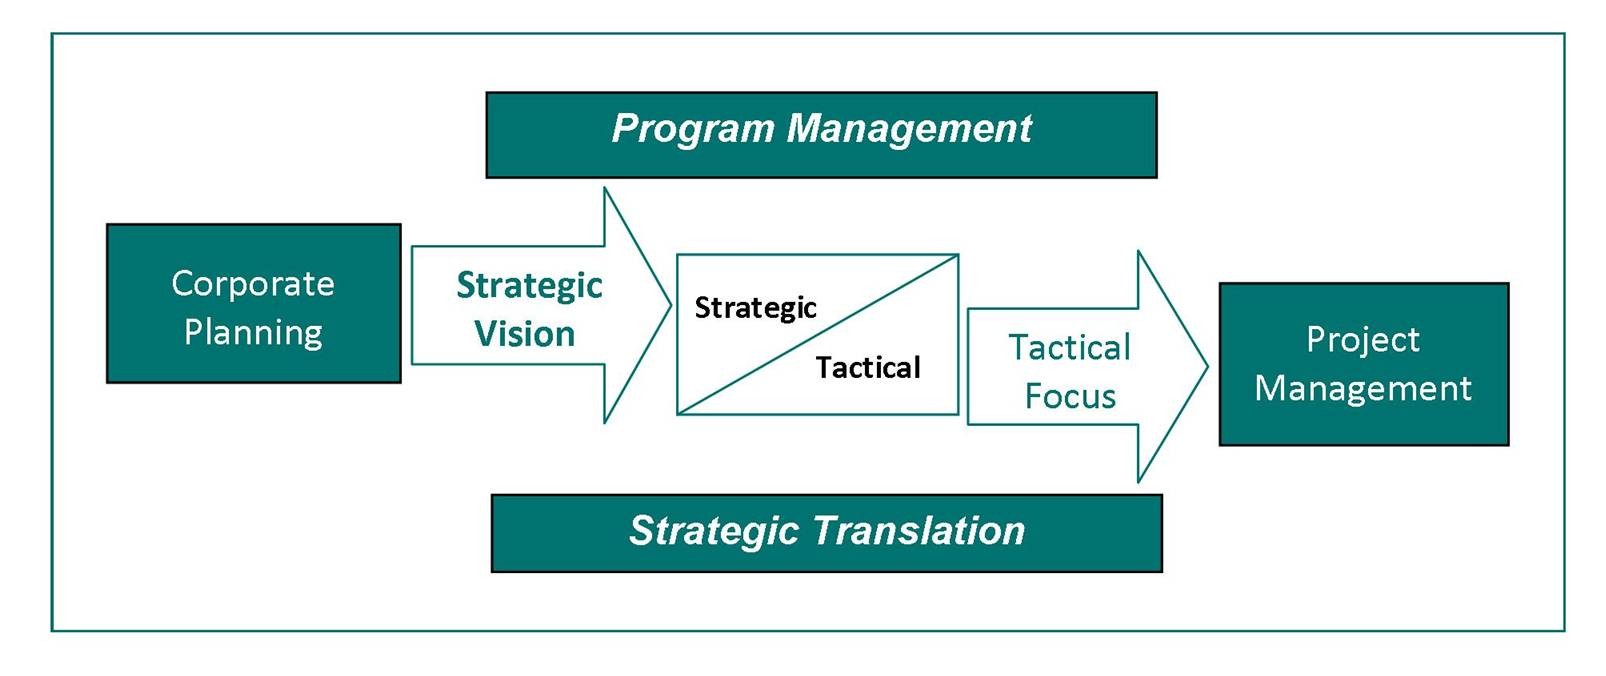 Program Management
Corporate
Planning
Strategic
Vision
Strategic
Tactical
Tactical
Focus
Project
Management
Strategic Translation